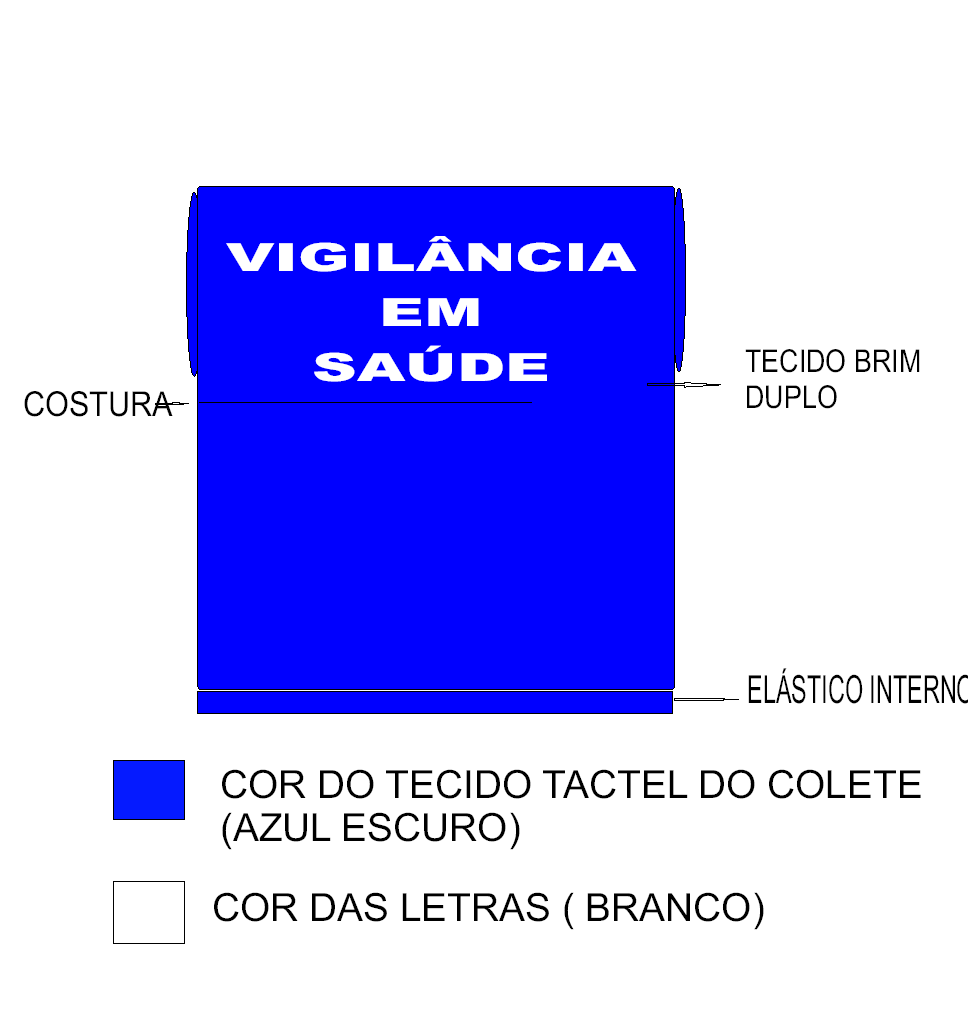 VIGILÂNCIA
EM
SAÚDE
TECIDO BRIM
DUPLO
COSTURA
ELÁSTICO INTERNO
COR DO TECIDO TACTEL DO COLETE
(AZUL ESCURO)
COR DAS LETRAS ( BRANCO)